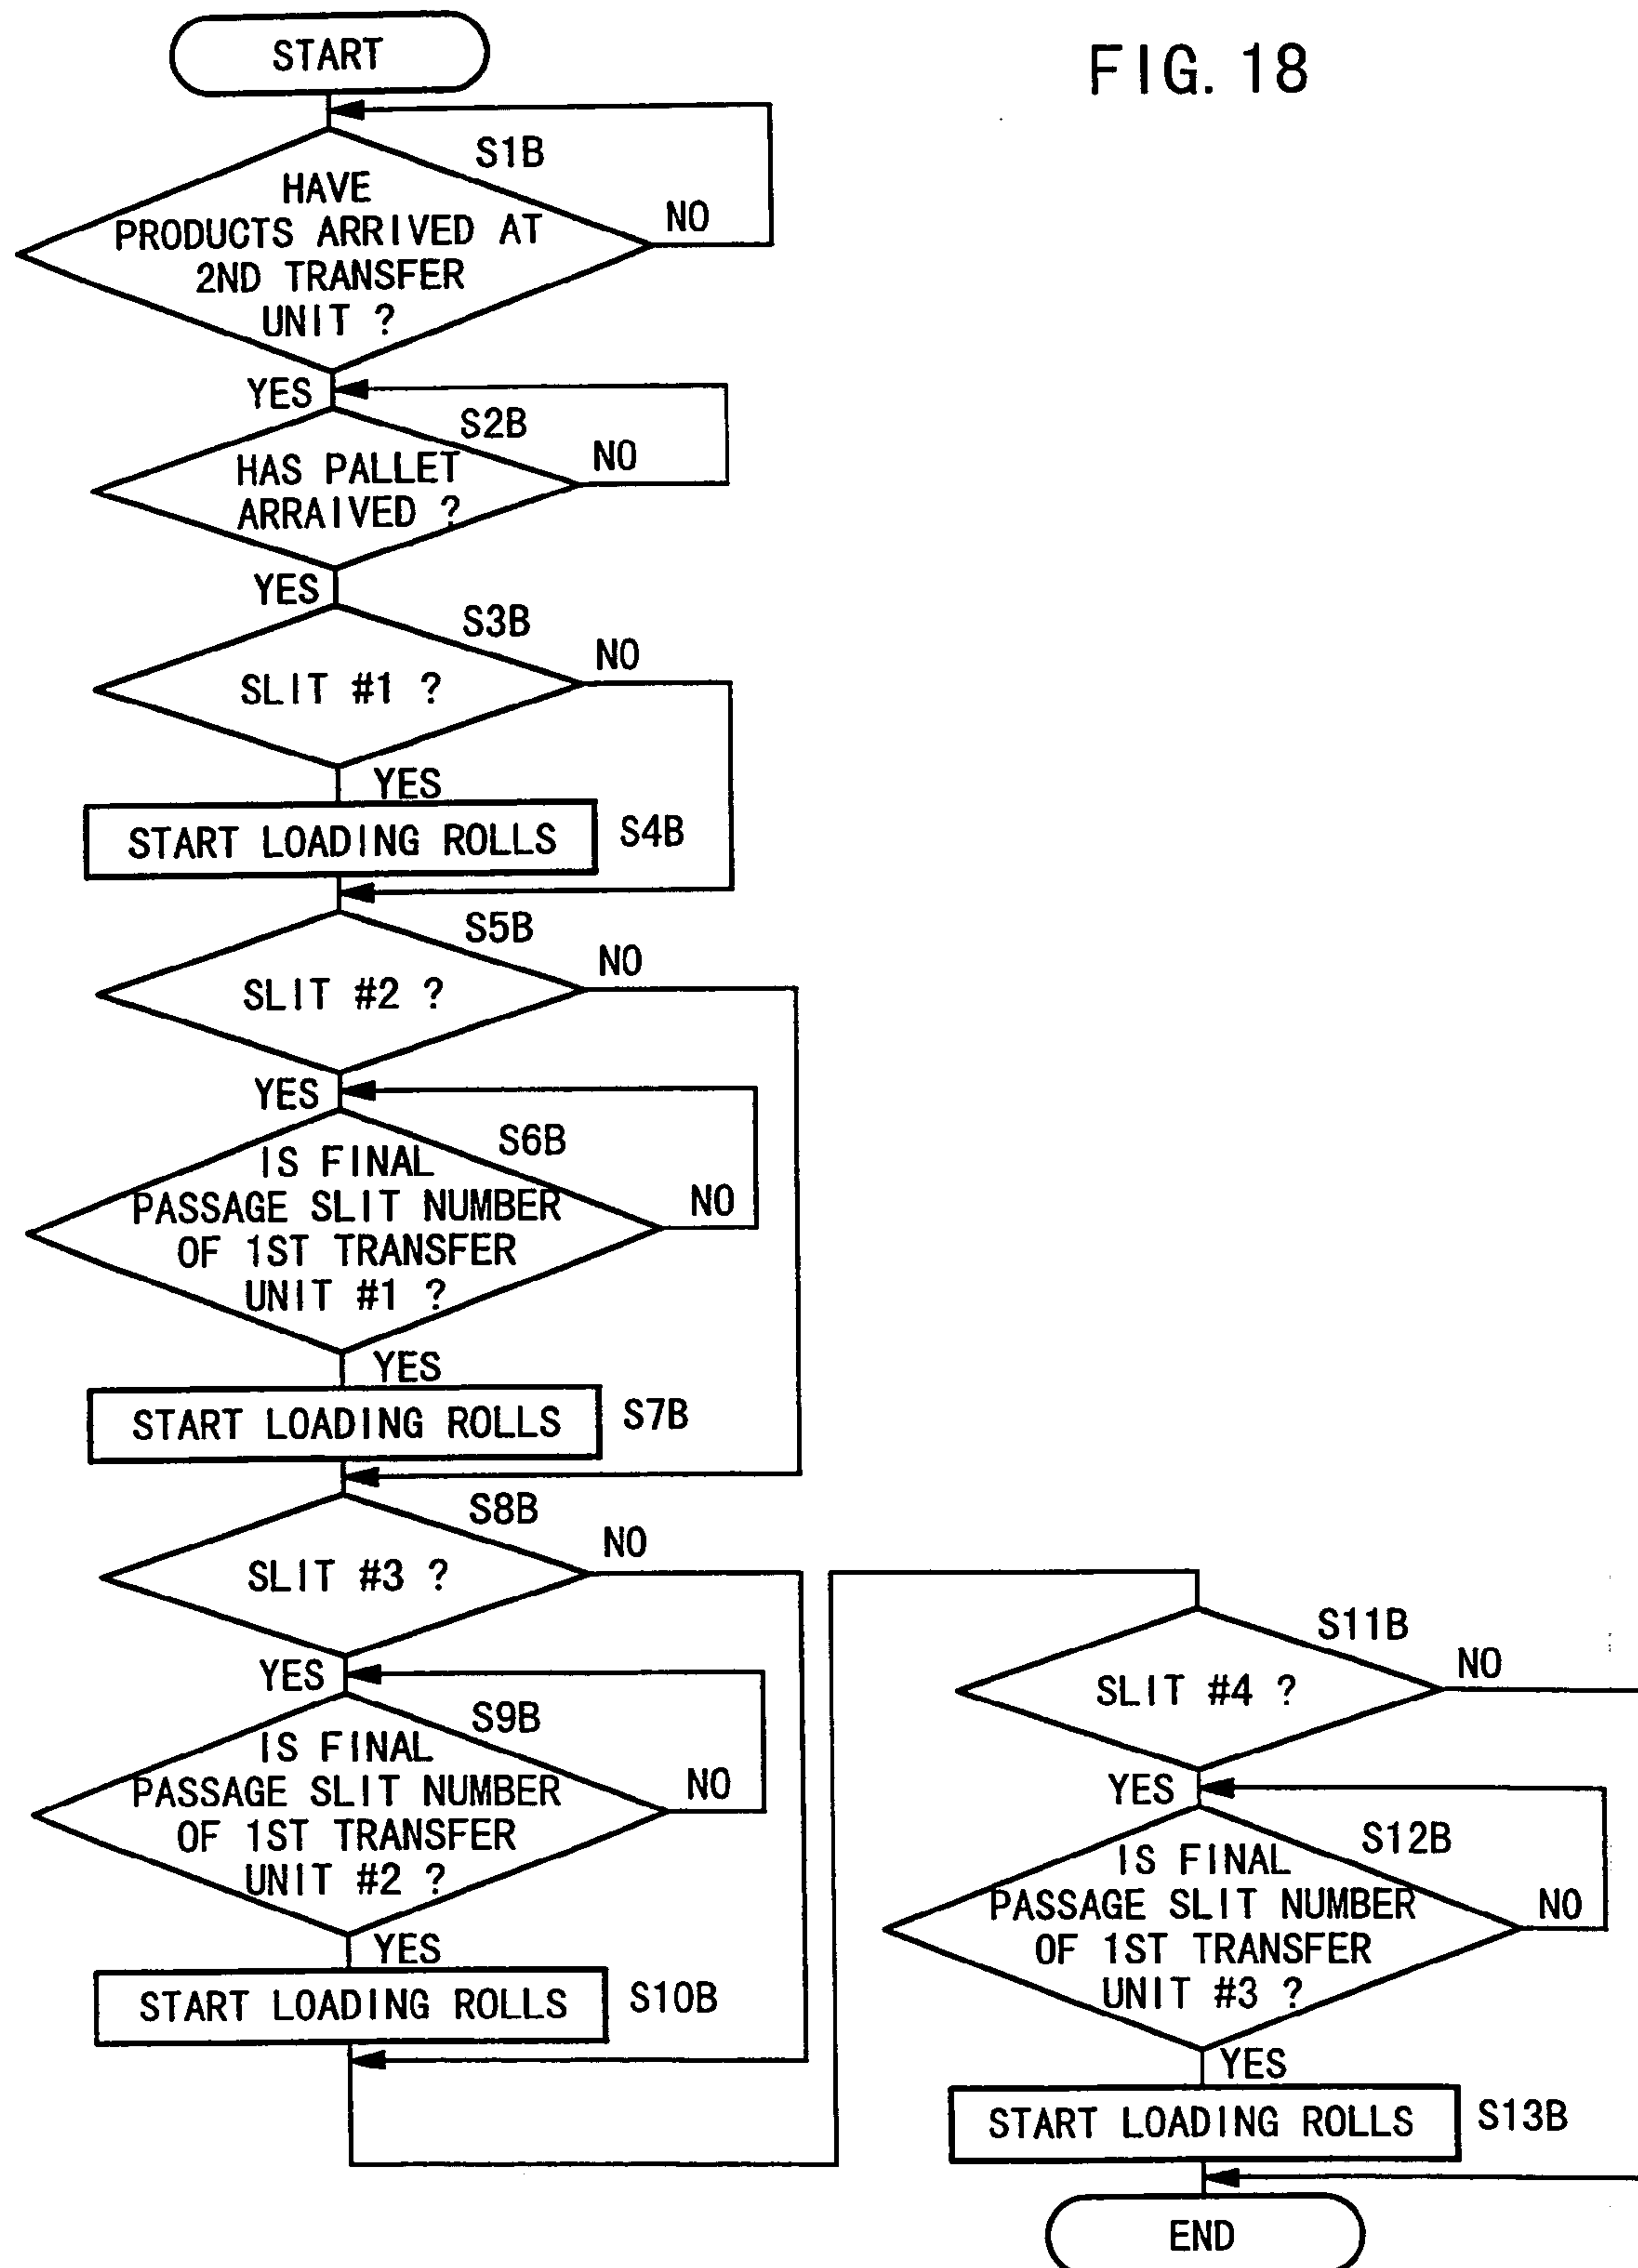 FIG. 18
START
S1B
HAVE
PRODUCTS ARRIVED AT
2ND TRANSFER
UNIT ?
NO
YES
S2B
HAS PALLET
ARRAIVED ?
NO
YES
S3B
SLIT #1 ?
NO
YES
START LOADING ROLLS
S4B
S5B
SLIT #2 ?
NO
YES
S6B
IS FINAL
PASSAGE SLIT NUMBER
OF 1ST TRANSFER
UNIT #1 ?
NO
YES
START LOADING ROLLS
S7B
S8B
SLIT #3 ?
NO
YES
S9B
IS FINAL
PASSAGE SLIT NUMBER
OF 1ST TRANSFER
UNIT #2 ?
NO
YES
START LOADING ROLLS
S10B
S11B
SLIT #4 ?
NO
YES
S12B
IS FINAL
PASSAGE SLIT NUMBER
OF 1ST TRANSFER
UNIT #3 ?
NO
YES
START LOADING ROLLS
S13B
END